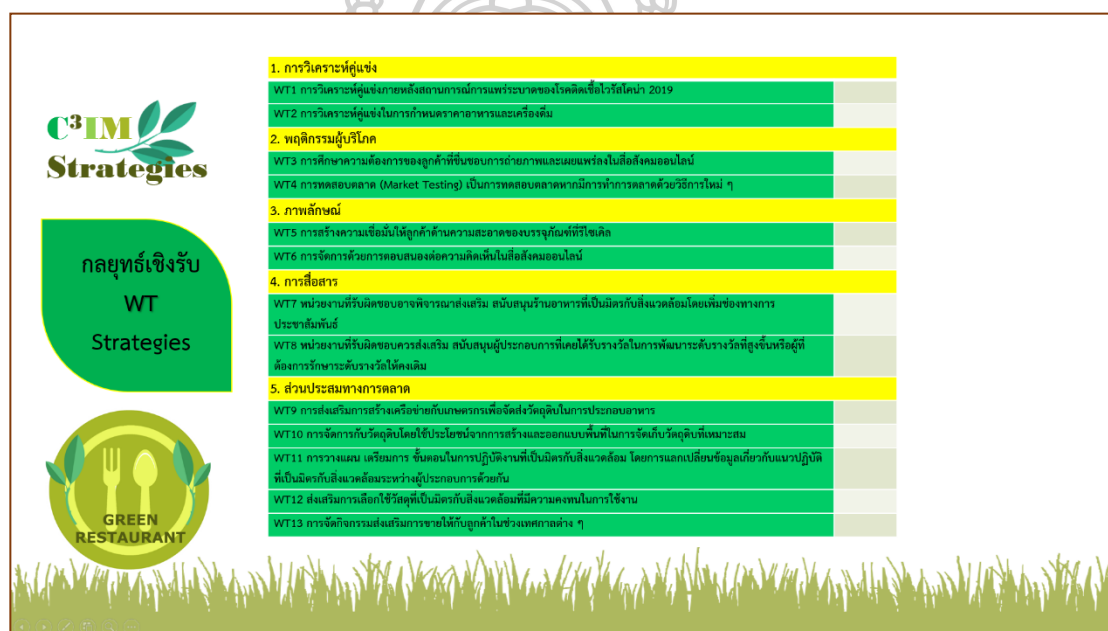 C³IM
Strategies
กลยุทธ์เชิงรับ
WT
Strategies
GREEN
RESTAURANT
1. การวิเคราะห์คู่แข่ง
WT1 การวิเคราะห์คู่แข่งภายหลังสถานการณ์การแพร่ระบาดของโรคติดเชื้อไวรัสโคน่า 2019
WT2 การวิเคราะห์คู่แข่งในการกำหนดราคาอาหารและเครื่องดื่ม
2. พฤติกรรมผู้บริโภค
WT3 การศึกษาความต้องการของลูกค้าที่ชื่นชอบการถ่ายภาพและเผยแพร่ลงในสื่อสังคมออนไลน์
WT4 การทดสอบตลาด (Market Testing) เป็นการทดสอบตลาดหากมีการทำการตลาดด้วยวิธีการใหม่ ๆ
3. ภาพลักษณ์
WT5 การสร้างความเชื่อมั่นให้ลูกค้าด้านความสะอาดของบรรจุภัณฑ์ที่รีไซเคิล
WT6 การจัดการด้วยการตอบสนองต่อความคิดเห็นในสื่อสังคมออนไลน์
4. การสื่อสาร
WT7 หน่วยงานที่รับผิดชอบอาจพิจารณาส่งเสริม สนับสนุนร้านอาหารที่เป็นมิตรกับสิ่งแวดล้อมโดยเพิ่มช่องทางการ
ประชาสัมพันธ์
WT8 หน่วยงานที่รับผิดชอบควรส่งเสริม สนับสนุนผู้ประกอบการที่เคยได้รับรางวัลในการพัฒนาระดับรางวัลที่สูงขึ้นหรือผู้ที่
ต้องการรักษาระดับรางวัลให้คงเดิม
5. ส่วนประสมทางการตลาด
WT9 การส่งเสริมการสร้างเครือข่ายกับเกษตรกรเพื่อจัดส่งวัตถุดิบในการประกอบอาหาร
WT10 การจัดการกับวัตถุดิบโดยใช้ประโยชน์จากการสร้างและออกแบบพื้นที่ในการจัดเก็บวัตถุดิบที่เหมาะสม
WT11 การวางแผน เตรียมการ ขั้นตอนในการปฏิบัติงานที่เป็นมิตรกับสิ่งแวดล้อม โดยการแลกเปลี่ยนข้อมูลเกี่ยวกับแนวปฏิบัติ
ที่เป็นมิตรกับสิ่งแวดล้อมระหว่างผู้ประกอบการด้วยกัน
WT12 ส่งเสริมการเลือกใช้วัสดุที่เป็นมิตรกับสิ่งแวดล้อมที่มีความคงทนในการใช้งาน
WT13 การจัดกิจกรรมส่งเสริมการขายให้กับลูกค้าในช่วงเทศกาลต่าง ๆ